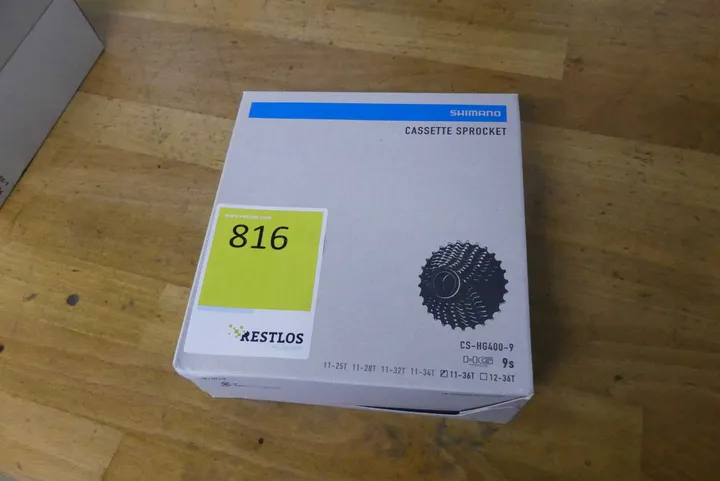 SHIMANO
CASSETTE SPROCKET
816
RESTLOS
CS-HG400-9
HG 9s
11-25T 11-28T 11-32T 11-34T ☑11-36T ☐12-36T